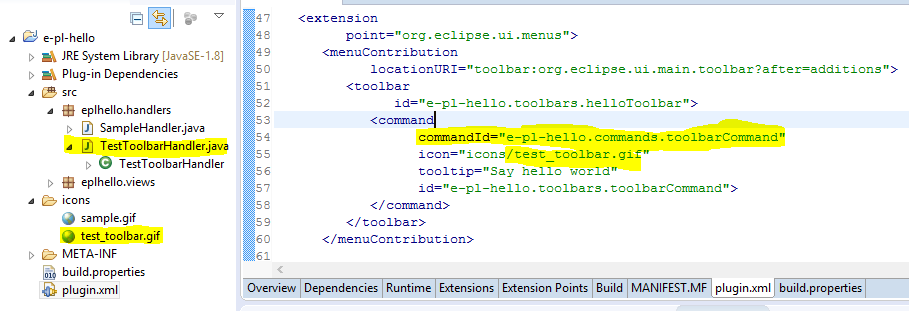 e-pl-hello
JRE System Library [JavaSE-1.8]
Plug-in Dependencies
src
eplhello.handlers
SampleHandler.java
TestToolbarHandler.java
TestToolbarHandler
eplhello.views
icons
sample.gif
test_toolbar.gif
META-INF
build.properties
plugin.xml
47 <extension
48 point="org.eclipse.ui.menus">
49 <menuContribution
50 locationURI="toolbar:org.eclipse.ui.main.toolbar?after=additions">
51 <toolbar
52 id="e-pl-hello.toolbars.helloToolbar">
53 <command
54 commandId="e-pl-hello.commands.toolbarCommand"
55 icon="icons/test_toolbar.gif"
56 tooltip="Say hello world"
57 id="e-pl-hello.toolbars.toolbarCommand">
58 </command>
59 </toolbar>
60 </menuContribution>
61
Overview Dependencies Runtime Extensions Extension Points Build MANIFEST.MF plugin.xml build.properties